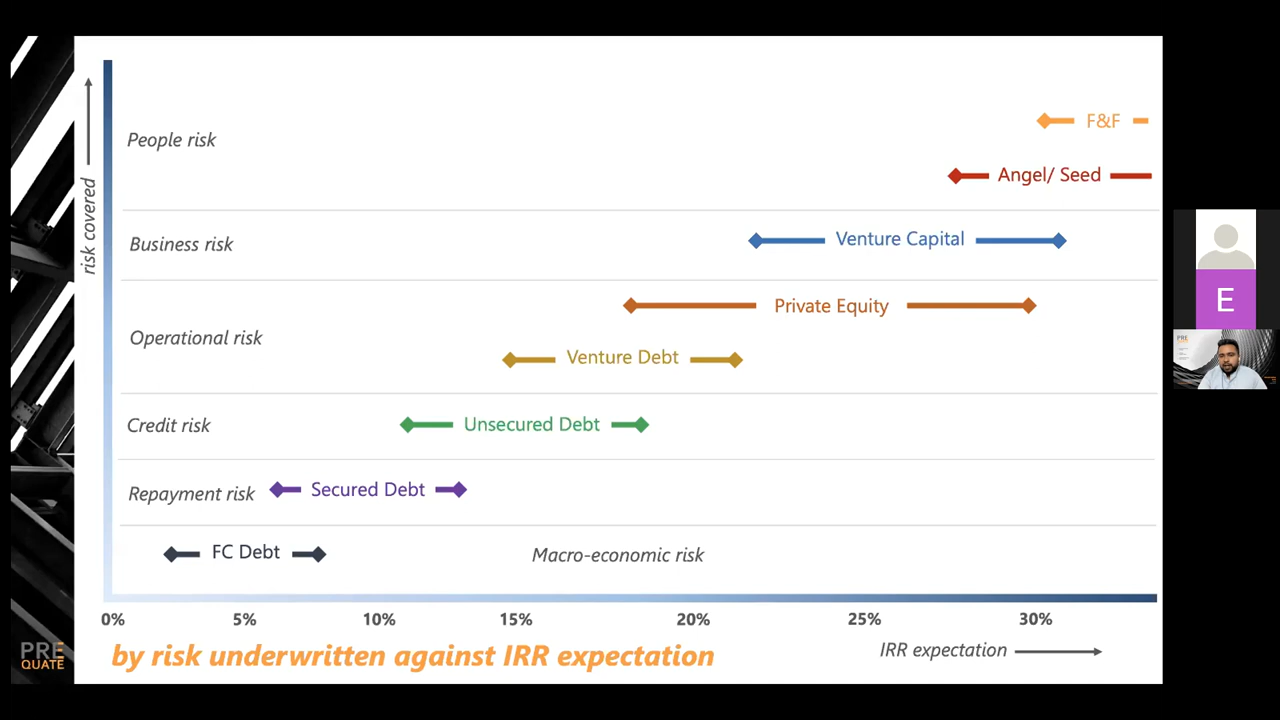 risk covered
People risk
F&F
Angel/ Seed
Business risk
Venture Capital
Operational risk
Private Equity
Venture Debt
Credit risk
Unsecured Debt
Repayment risk
Secured Debt
FC Debt
Macro-economic risk
0% 5% 10% 15% 20% 25% 30%
IRR expectation
by risk underwritten against IRR expectation
PRE
QUATE
E
PRE